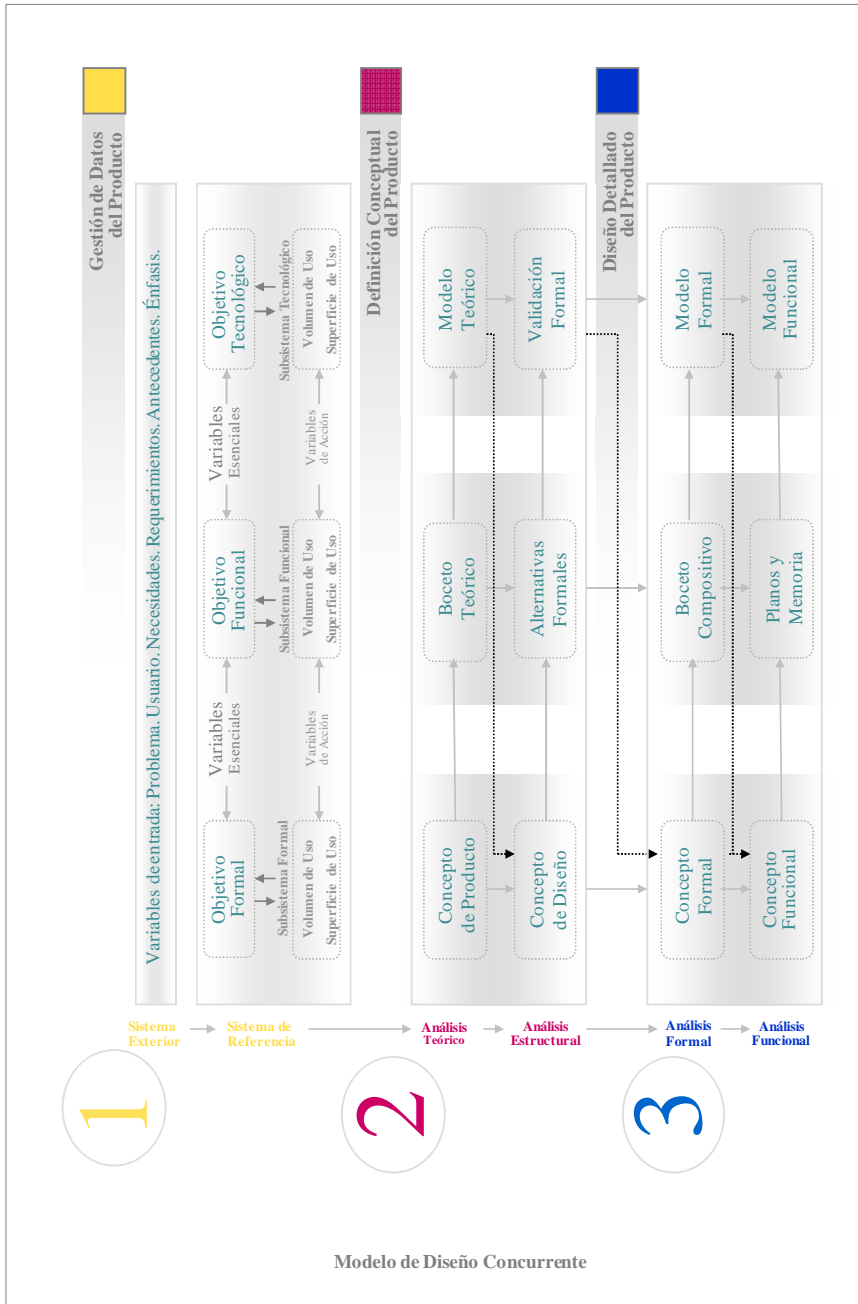 1
Gestión de Datos
del Producto
Sistema
Exterior
Variables de entrada: Problema. Usuario. Necesidades. Requerimientos. Antecedentes. Énfasis.
Sistema de
Referencia
Objetivo
Formal
Variables
Esenciales
Objetivo
Funcional
Variables
Esenciales
Objetivo
Tecnológico
Subsistema Formal
Volumen de Uso
Superficie de Uso
Variables
de Acción
Subsistema Funcional
Volumen de Uso
Superficie de Uso
Variables
de Acción
Subsistema Tecnológico
Volumen de Uso
Superficie de Uso
2
Definición Conceptual
del Producto
Análisis
Teórico
Concepto
de Producto
Boceto
Teórico
Modelo
Teórico
Análisis
Estructural
Concepto
de Diseño
Alternativas
Formales
Validación
Formal
3
Diseño Detallado
del Producto
Análisis
Formal
Concepto
Formal
Boceto
Compositivo
Modelo
Formal
Análisis
Funcional
Concepto
Funcional
Planos y
Memoria
Modelo
Funcional
Modelo de Diseño Concurrente